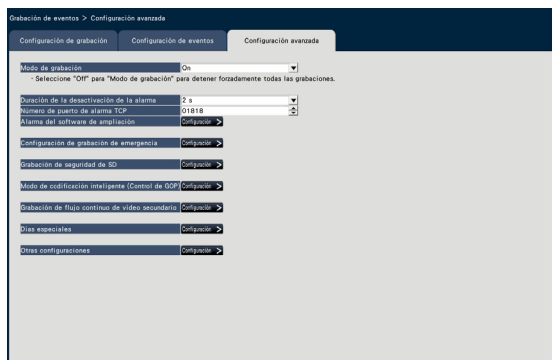 Grabación de eventos > Configuración avanzada
Configuración de grabación Configuración de eventos Configuración avanzada
Modo de grabación On
· Seleccione "Off" para "Modo de grabación" para detener forzadamente todas las grabaciones.
Duración de la desactivación de la alarma 2 s
Número de puerto de alarma TCP 01818
Alarma del software de ampliación Configuración >
Configuración de grabación de emergencia Configuración >
Grabación de seguridad de SD Configuración >
Modo de codificación inteligente (Control de GOP) Configuración >
Grabación de flujo continuo de vídeo secundario Configuración >
Días especiales Configuración >
Otras configuraciones Configuración >